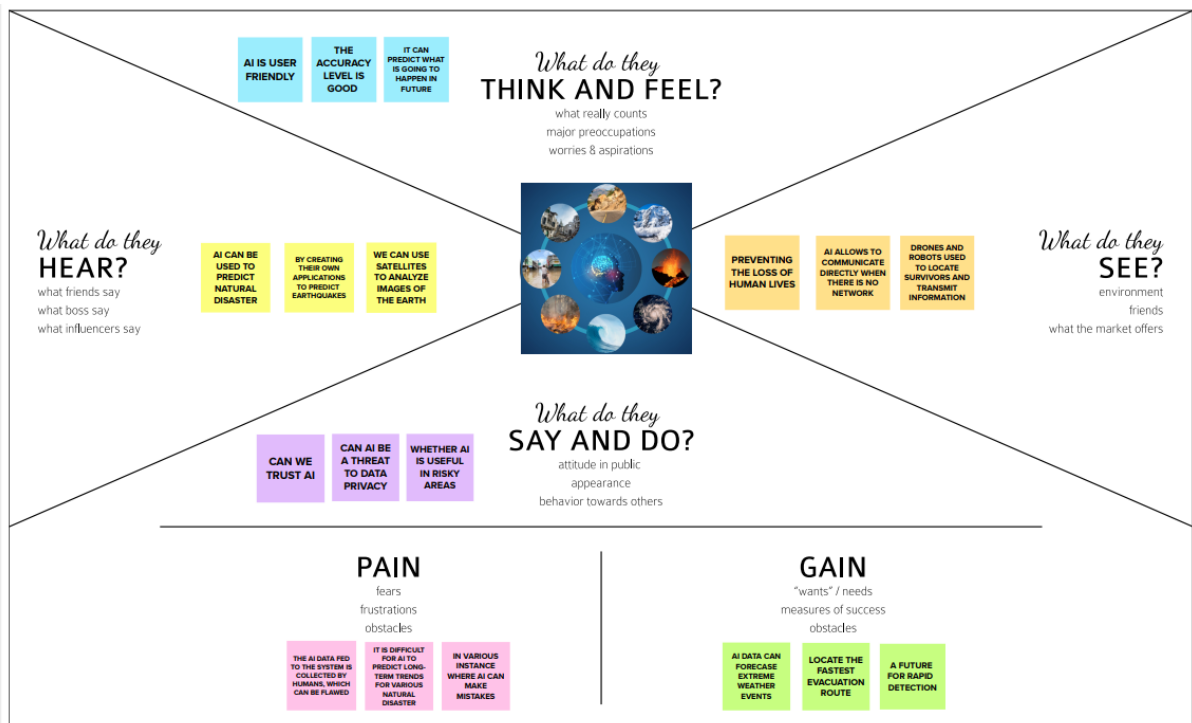 AI IS USER
FRIENDLY
THE
ACCURACY
LEVEL IS
GOOD
IT CAN
PREDICT WHAT
IS GOING TO
HAPPEN IN
FUTURE
What do they
THINK AND FEEL?
what really counts
major preoccupations
worries & aspirations
What do they
HEAR?
what friends say
what boss say
what influencers say
AI CAN BE
USED TO
PREDICT
NATURAL
DISASTER
BY CREATING
THEIR OWN
APPLICATIONS
TO PREDICT
EARTHQUAKES
WE CAN USE
SATELLITES
TO ANALYZE
IMAGES OF
THE EARTH
PREVENTING
THE LOSS OF
HUMAN LIVES
AI ALLOWS TO
COMMUNICATE
DIRECTLY WHEN
THERE IS NO
NETWORK
DRONES AND
ROBOTS USED
TO LOCATE
SURVIVORS AND
TRANSMIT
INFORMATION
What do they
SEE?
environment
friends
what the market offers
What do they
SAY AND DO?
attitude in public
appearance
behavior towards others
CAN WE
TRUST AI
CAN AI BE
A THREAT
TO DATA
PRIVACY
WHETHER AI
IS USEFUL
IN RISKY
AREAS
PAIN
fears
frustrations
obstacles
THE AI DATA FED
TO THE SYSTEM IS
COLLECTED BY
HUMANS, WHICH
CAN BE FLAWED
IT IS DIFFICULT
FOR AI TO
PREDICT LONG-
TERM TRENDS
FOR VARIOUS
NATURAL
DISASTER
IN VARIOUS
INSTANCE
WHERE AI CAN
MAKE
MISTAKES
GAIN
"wants" / needs
measures of success
obstacles
AI DATA CAN
FORECASE
EXTREME
WEATHER
EVENTS
LOCATE THE
FASTEST
EVACUATION
ROUTE
A FUTURE
FOR RAPID
DETECTION